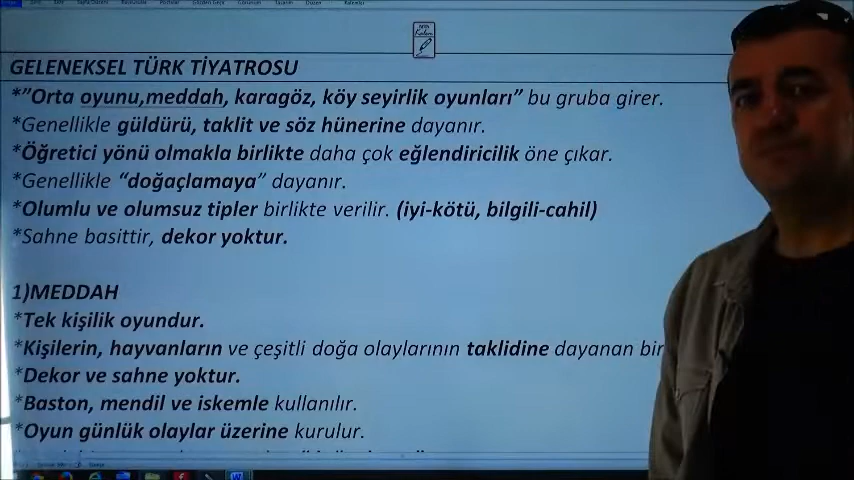 GELENEKSEL TÜRK TİYATROSU
*"Orta oyunu,meddah, karagöz, köy seyirlik oyunları" bu gruba girer.
*Genellikle güldürü, taklit ve söz hünerine dayanır.
*Öğretici yönü olmakla birlikte daha çok eğlendiricilik öne çıkar.
*Genellikle "doğaçlamaya" dayanır.
*Olumlu ve olumsuz tipler birlikte verilir. (iyi-kötü, bilgili-cahil)
*Sahne basittir, dekor yoktur.
1)MEDDAH
*Tek kişilik oyundur.
*Kişilerin, hayvanların ve çeşitli doğa olaylarının taklidine dayanan bir
*Dekor ve sahne yoktur.
*Baston, mendil ve iskemle kullanılır.
*Oyun günlük olaylar üzerine kurulur.